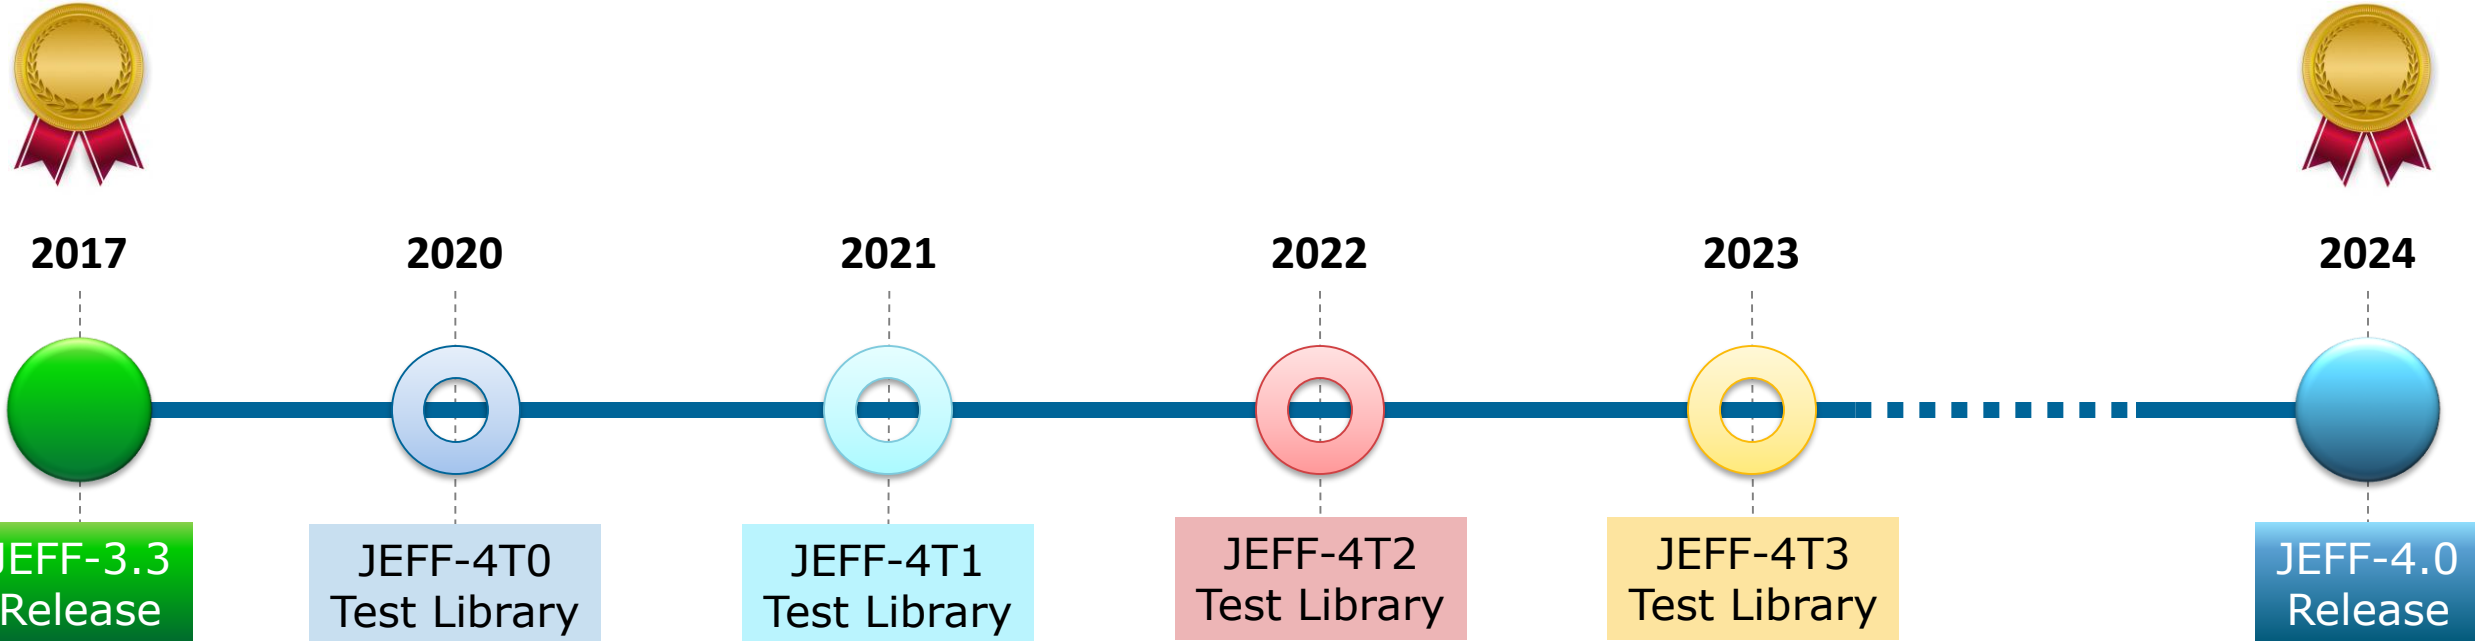 2017
2020
2021
2022
2023
2024
JEFF-3.3
Release
JEFF-4T0
Test Library
JEFF-4T1
Test Library
JEFF-4T2
Test Library
JEFF-4T3
Test Library
JEFF-4.0
Release